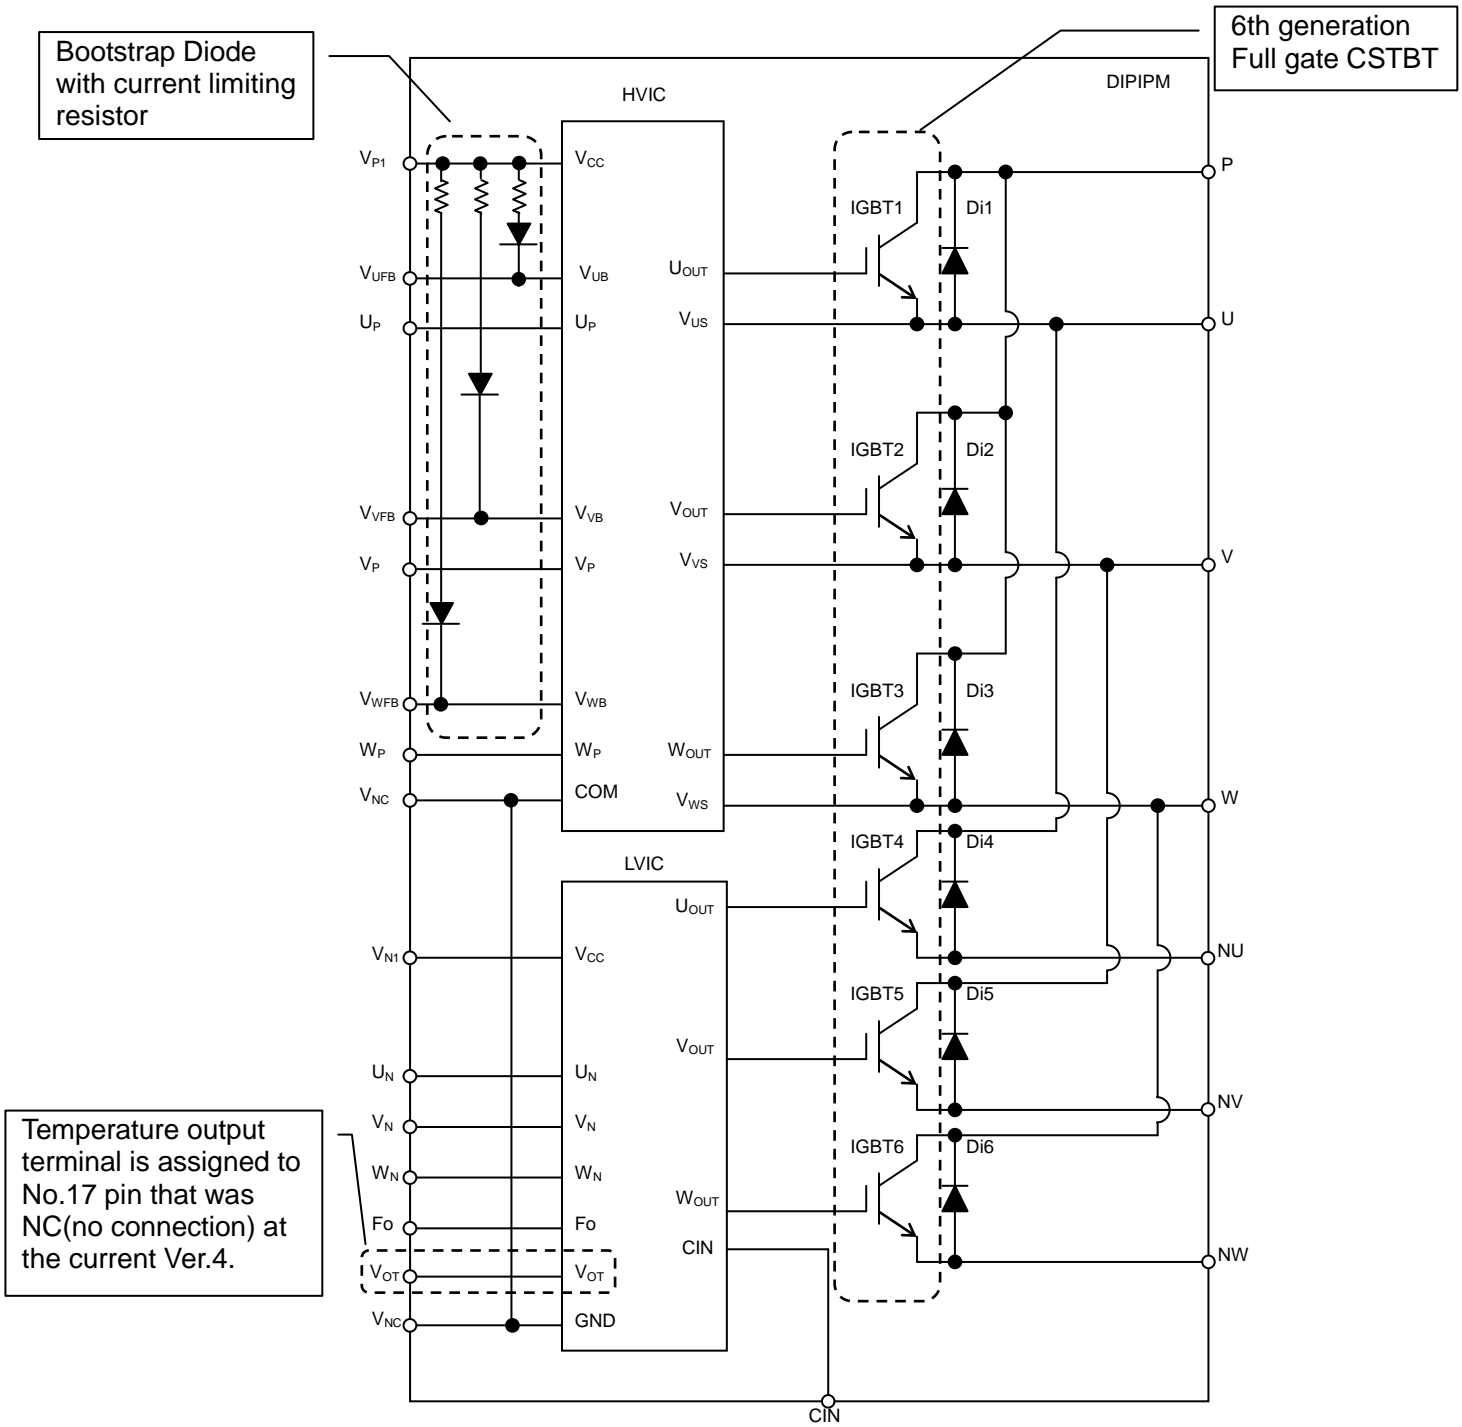 Bootstrap Diode
with current limiting
resistor
6th generation
Full gate CSTBT
DIPIPM
HVIC
VP1
VCC
P
IGBT1
Di1
VUFB
VUB
UOUT
UP
UP
VUS
U
IGBT2
Di2
VVFB
VVB
VOUT
VP
VP
VVS
V
IGBT3
Di3
VWFB
VWB
WP
WP
WOUT
VNC
COM
VWS
W
IGBT4
Di4
LVIC
UOUT
VN1
VCC
NU
IGBT5
Di5
VOUT
UN
UN
NV
VN
VN
IGBT6
Di6
WN
WN
WOUT
Fo
Fo
CIN
NW
VOT
VOT
VNC
GND
Temperature output
terminal is assigned to
No.17 pin that was
NC(no connection) at
the current Ver.4.
CIN